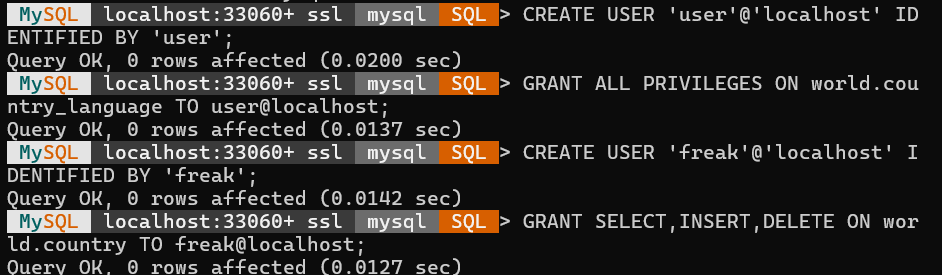 MySQL localhost:33060+ ssl mysql SQL > CREATE USER 'user'@'localhost' ID
ENTIFIED BY 'user';
Query OK, 0 rows affected (0.0200 sec)
MySQL localhost:33060+ ssl mysql SQL > GRANT ALL PRIVILEGES ON world.cou
ntry_language TO user@localhost;
Query OK, 0 rows affected (0.0137 sec)
MySQL localhost:33060+ ssl mysql SQL > CREATE USER 'freak'@'localhost' I
DENTIFIED BY 'freak';
Query OK, 0 rows affected (0.0142 sec)
MySQL localhost:33060+ ssl mysql SQL > GRANT SELECT,INSERT,DELETE ON wor
ld.country TO freak@localhost;
Query OK, 0 rows affected (0.0127 sec)